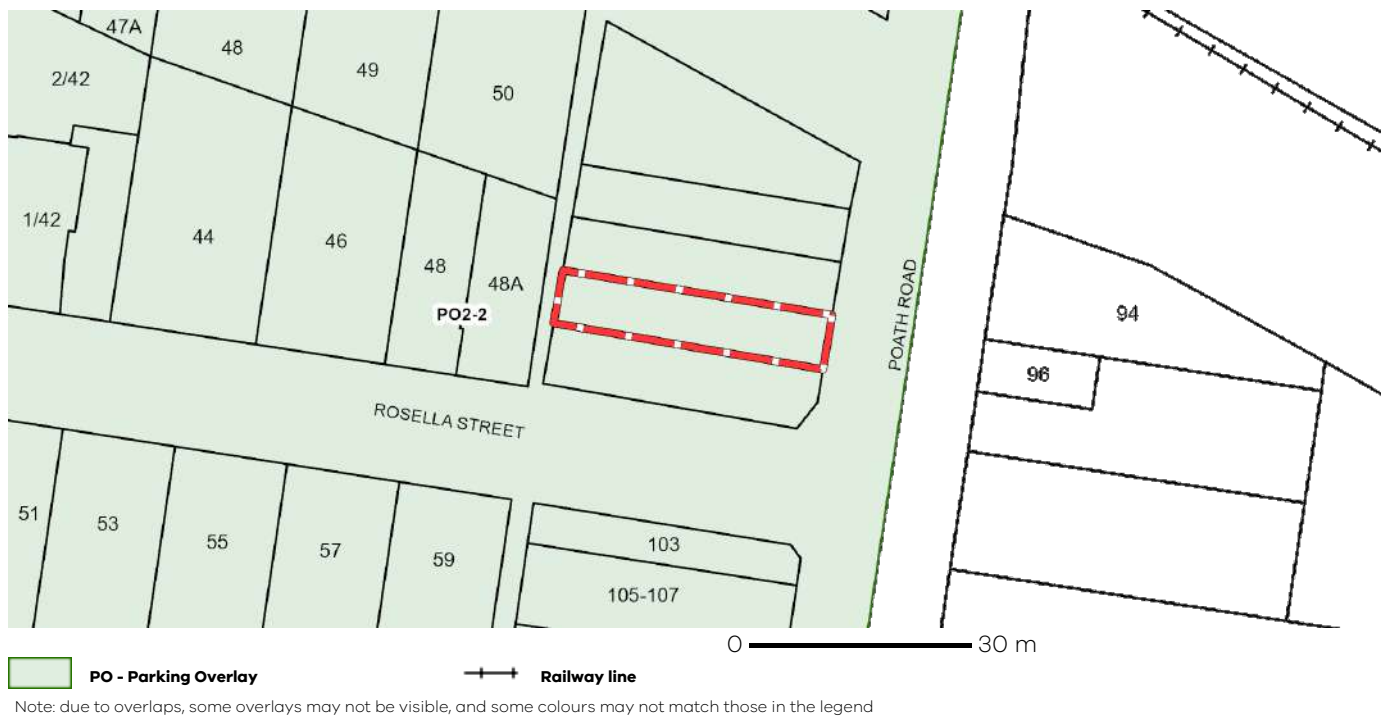 47A
48
49
50
2/42
1/42
44
46
48
48A
PO2-2
POATH ROAD
94
96
ROSELLA STREET
51
53
55
57
59
103
105-107
0 30 m
PO - Parking Overlay
Railway line
Note: due to overlaps, some overlays may not be visible, and some colours may not match those in the legend